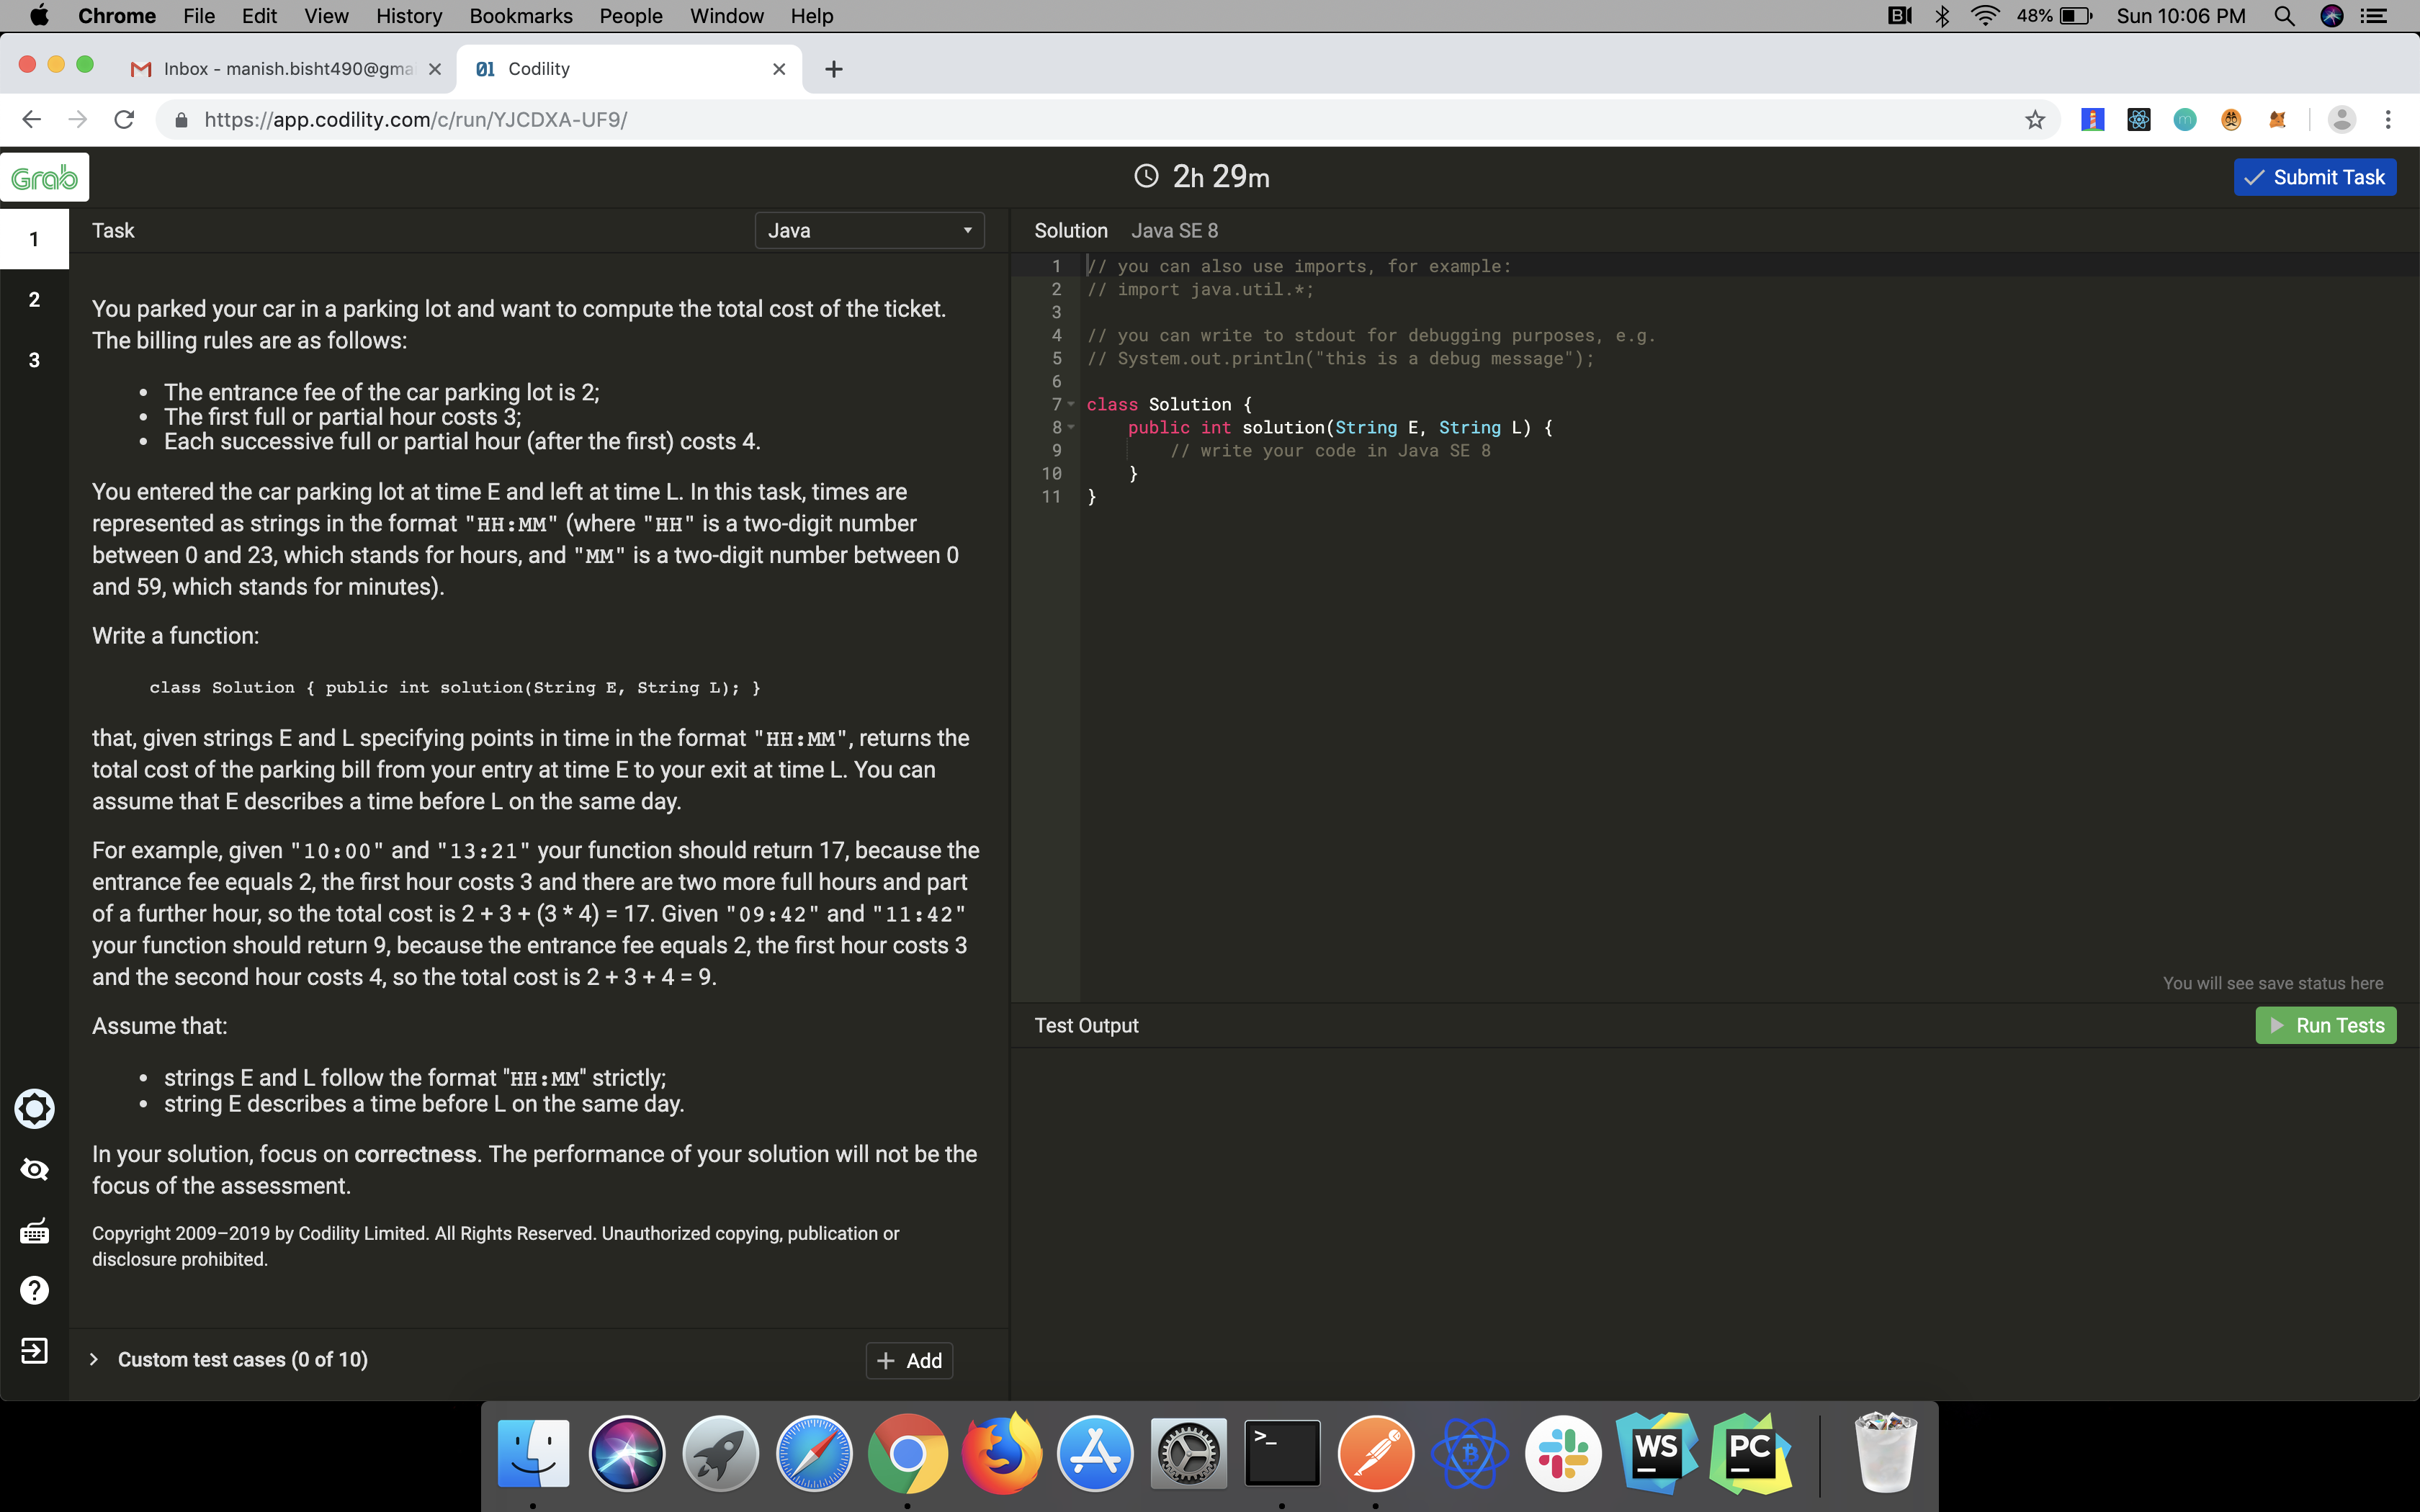 Chrome File Edit View History Bookmarks People Window Help 48% Sun 10:06 PM
Inbox - manish.bisht490@gma
Codility
https://app.codility.com/c/run/YJCDXA-UF9/
Grab
2h 29m
Submit Task
1
2
3
Task
Java
You parked your car in a parking lot and want to compute the total cost of the ticket.
The billing rules are as follows:
• The entrance fee of the car parking lot is 2;
• The first full or partial hour costs 3;
• Each successive full or partial hour (after the first) costs 4.
You entered the car parking lot at time E and left at time L. In this task, times are
represented as strings in the format "HH:MM" (where "HH" is a two-digit number
between 0 and 23, which stands for hours, and "MM" is a two-digit number between 0
and 59, which stands for minutes).
Write a function:
class Solution { public int solution(String E, String L); }
that, given strings E and L specifying points in time in the format "HH:MM", returns the
total cost of the parking bill from your entry at time E to your exit at time L. You can
assume that E describes a time before L on the same day.
For example, given "10:00" and "13:21" your function should return 17, because the
entrance fee equals 2, the first hour costs 3 and there are two more full hours and part
of a further hour, so the total cost is 2 + 3 + (3 * 4) = 17. Given "09:42" and "11:42"
your function should return 9, because the entrance fee equals 2, the first hour costs 3
and the second hour costs 4, so the total cost is 2 + 3 + 4 = 9.
Assume that:
• strings E and L follow the format "HH:MM" strictly;
• string E describes a time before L on the same day.
In your solution, focus on correctness. The performance of your solution will not be the
focus of the assessment.
Copyright 2009–2019 by Codility Limited. All Rights Reserved. Unauthorized copying, publication or
disclosure prohibited.
Custom test cases (0 of 10)
Add
Solution Java SE 8
1 // you can also use imports, for example:
2 // import java.util.*;
3
4 // you can write to stdout for debugging purposes, e.g.
5 // System.out.println("this is a debug message");
6
7 class Solution {
8 public int solution(String E, String L) {
9 // write your code in Java SE 8
10 }
11 }
You will see save status here
Test Output
Run Tests
WS
PC